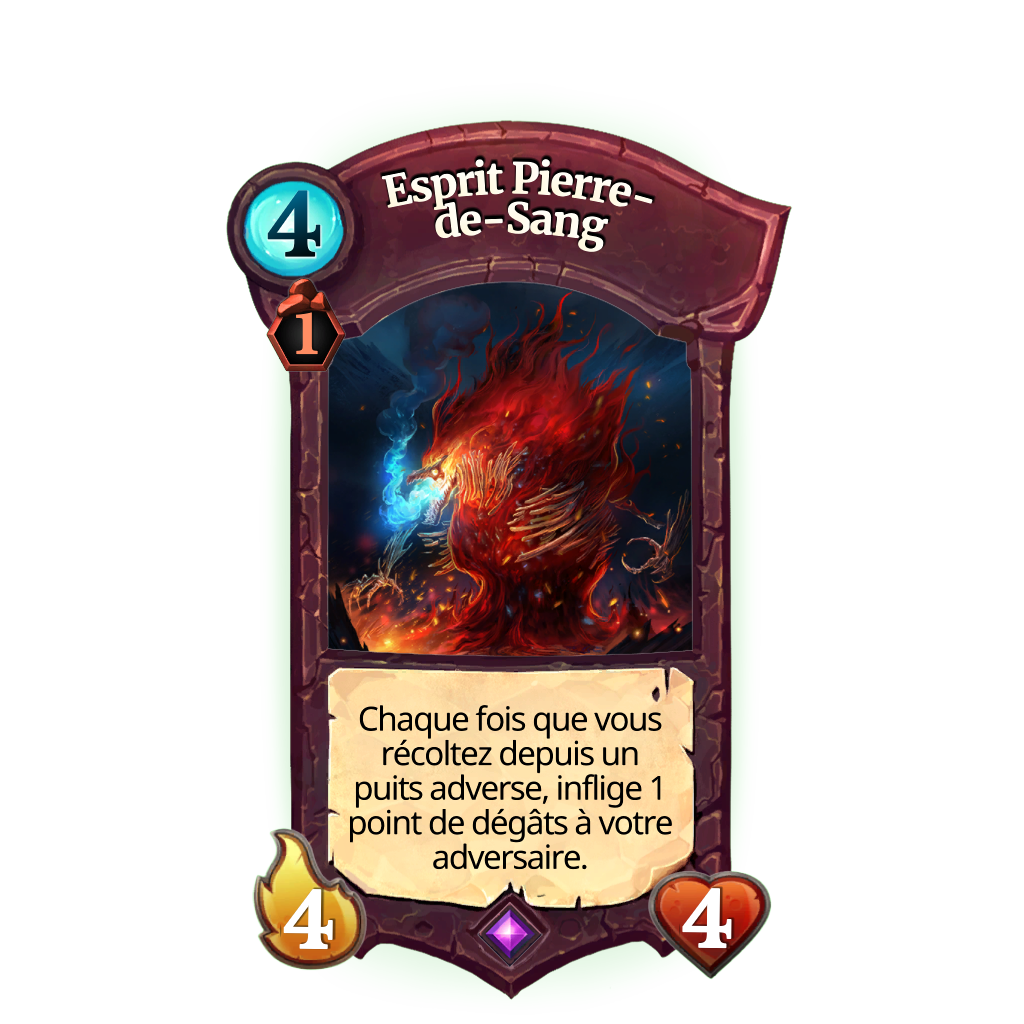 Esprit Pierre-
de-Sang
4
1
Chaque fois que vous
récoltez depuis un
puits adverse, inflige 1
point de dégâts à votre
adversaire.
4
4